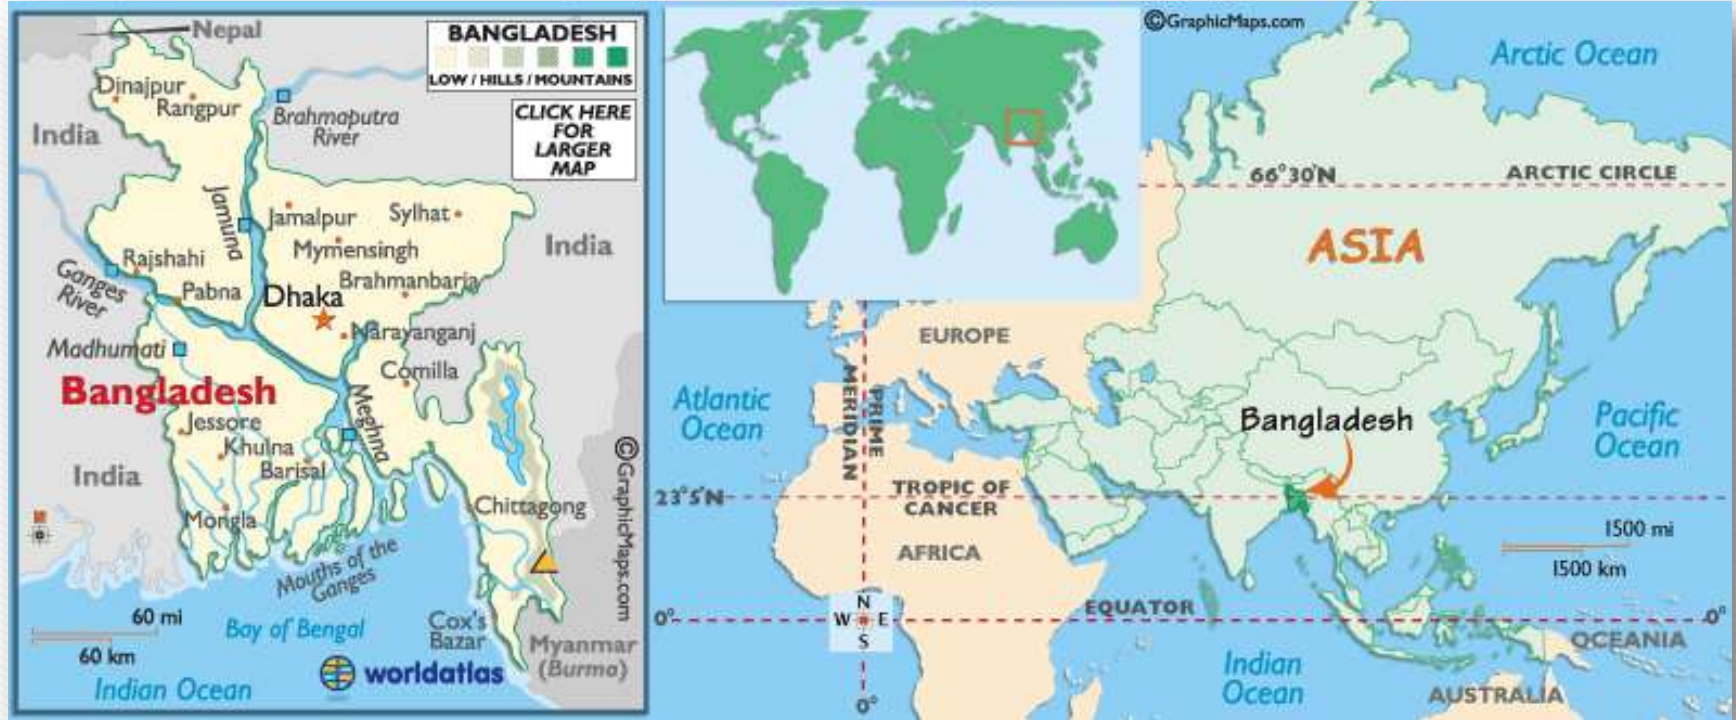 Nepal
BANGLADESH
LOW / HILLS / MOUNTAINS
Dinajpur
Rangpur
Brahmaputra
River
CLICK HERE
FOR
LARGER
MAP
India
Jamuna
Jamalpur
Sylhat
Mymensingh
India
Rajshahi
Brahmanbaria
Ganges
River
Pabna
Dhaka
Narayanganj
Madhumati
Comilla
Bangladesh
Meghna
Jessore
Khulna
Barisal
India
Chittagong
Mongla
Mouths of the
Ganges
©GraphicMaps.com
60 mi
60 km
Bay of Bengal
Cox's
Bazar
Myanmar
(Burma)
worldatlas
Indian Ocean
©GraphicMaps.com
Arctic Ocean
66°30'N
ARCTIC CIRCLE
ASIA
EUROPE
Atlantic
Ocean
PRIME
MERIDIAN
Bangladesh
Pacific
Ocean
23°5'N
TROPIC OF
CANCER
AFRICA
1500 mi
1500 km
0°
N
W E
S
EQUATOR
0°
OCEANIA
Indian
Ocean
AUSTRALIA
0°